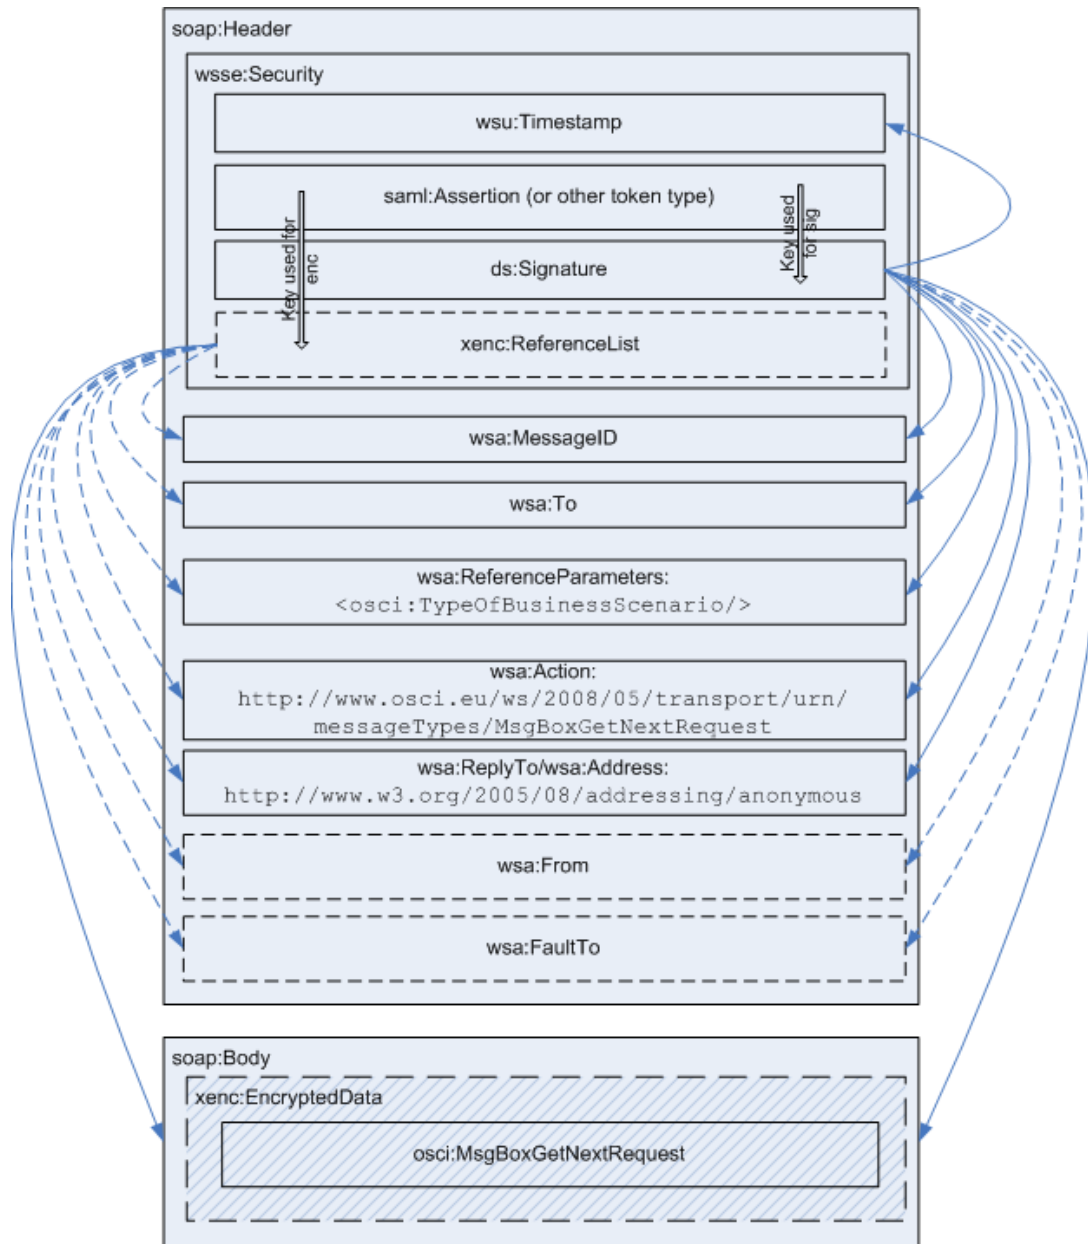 soap:Header
wsse:Security
wsu:Timestamp
saml:Assertion (or other token type)
Key used for
enc
Key used
for sig
ds:Signature
xenc:ReferenceList
wsa:MessageID
wsa:To
wsa:ReferenceParameters:
<osci:TypeOfBusinessScenario/>
wsa:Action:
http://www.osci.eu/ws/2008/05/transport/urn/
messageTypes/MsgBoxGetNextRequest
wsa:ReplyTo/wsa:Address:
http://www.w3.org/2005/08/addressing/anonymous
wsa:From
wsa:FaultTo
soap:Body
xenc:EncryptedData
osci:MsgBoxGetNextRequest